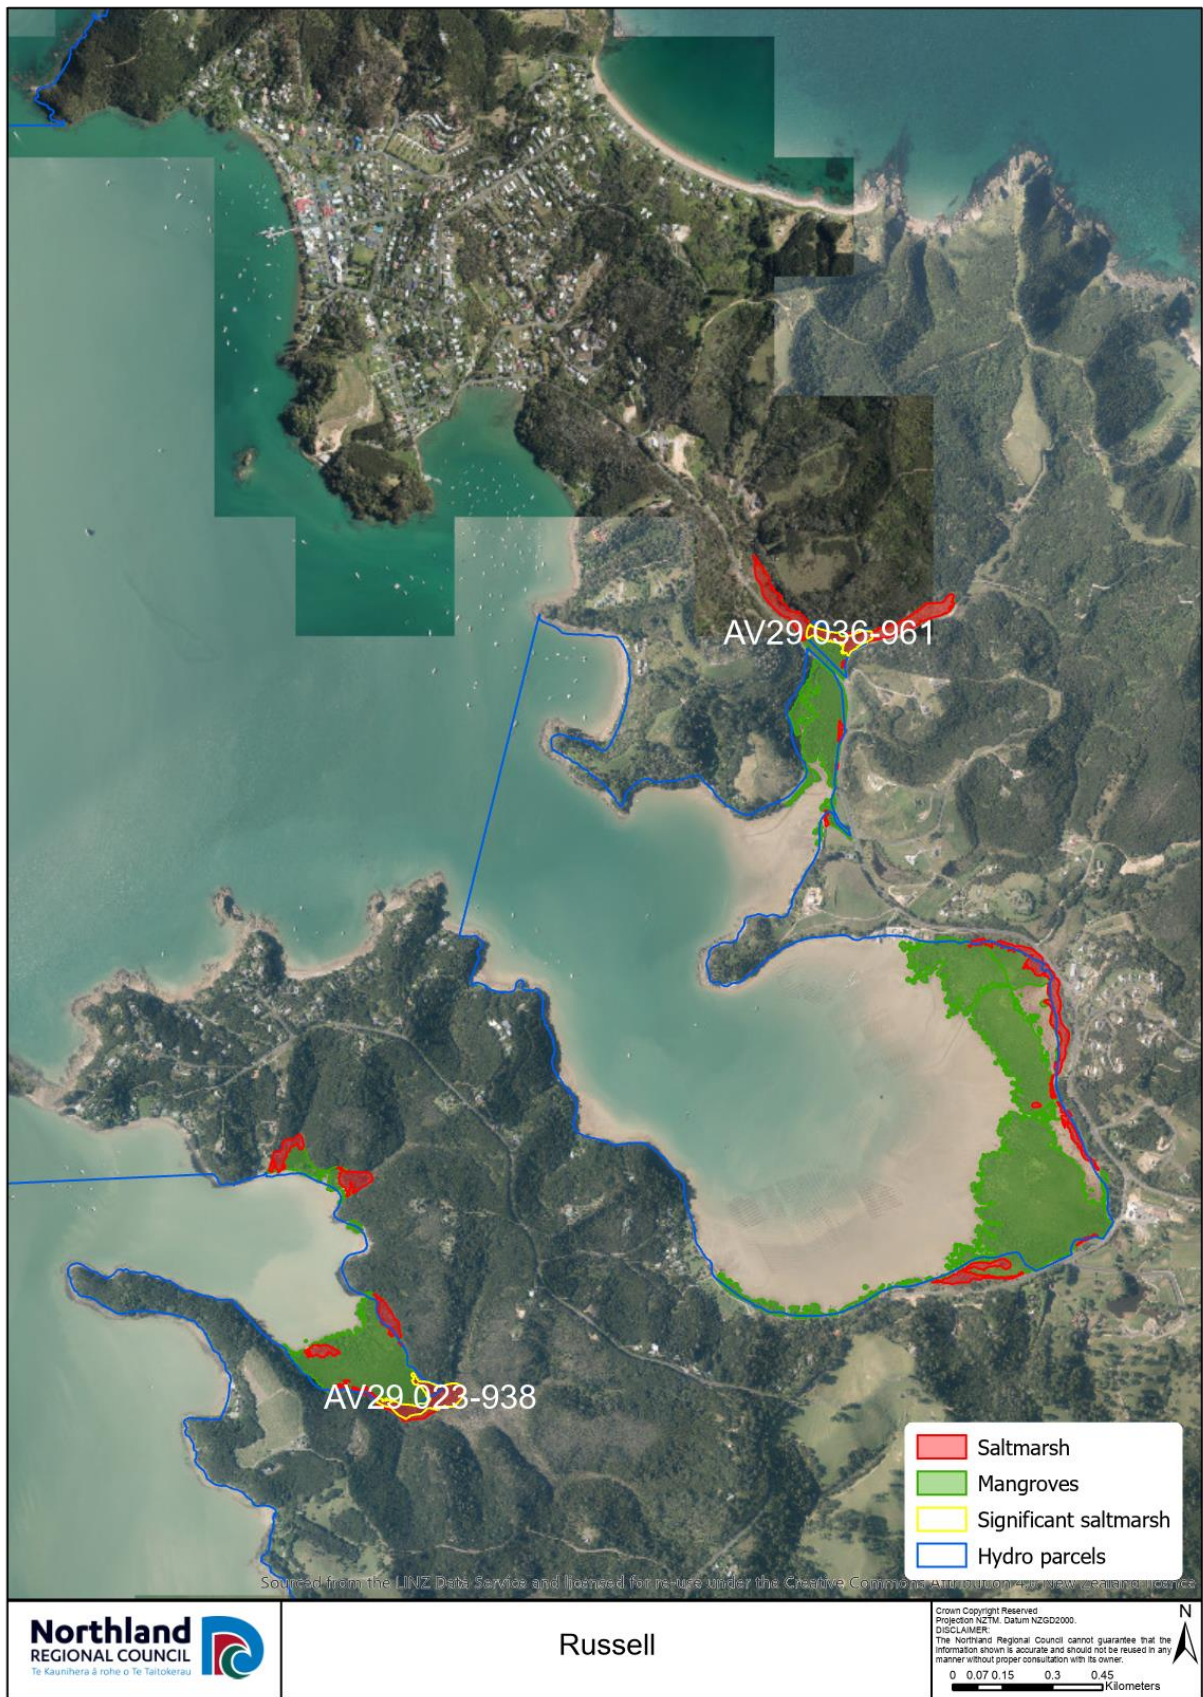 AV29 036-961
AV29 023-938
Saltmarsh
Mangroves
Significant saltmarsh
Hydro parcels
Sourced from the LINZ Data Service and licensed for re-use under the Creative Commons Attribution 4.0 New Zealand licence
Northland
REGIONAL COUNCIL
Te Kaunihera ā rohe o Te Taitokerau
Russell
Crown Copyright Reserved
Projection NZTM. Datum NZGD2000.
DISCLAIMER:
The Northland Regional Council cannot guarantee that the
information shown is accurate and should not be reused in any
manner without proper consultation with its owner.
N
0 0.07 0.15 0.3 0.45
Kilometers